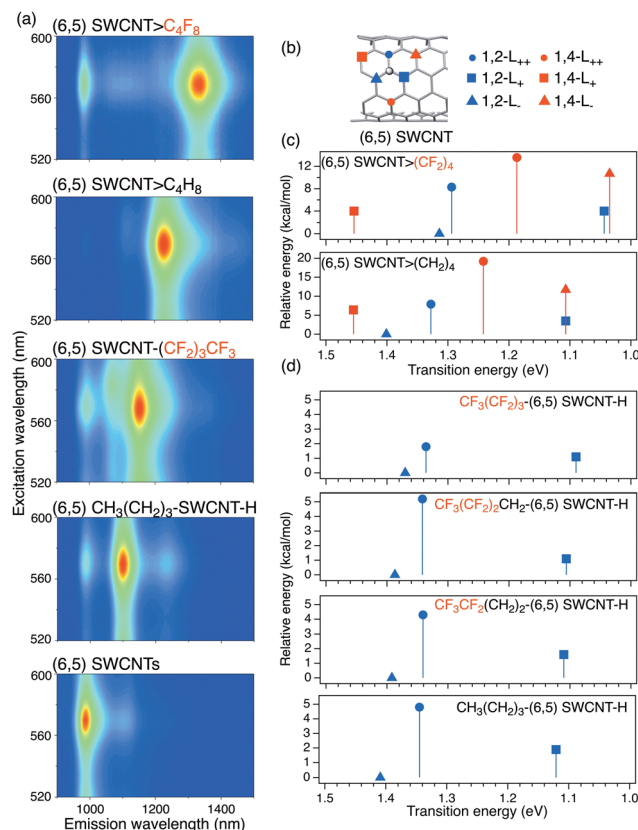 (a)
(6,5) SWCNT>C4F8
600
560
520
(6,5) SWCNT>C4H8
600
560
520
(6,5) SWCNT-(CF2)3CF3
600
560
520
(6,5) CH3(CH2)3-SWCNT-H
600
560
520
(6,5) SWCNTs
600
560
520
1000 1200 1400
Emission wavelength (nm)
Excitation wavelength (nm)
(b)
(6,5) SWCNT
1,2-L++ 1,4-L++
1,2-L+ 1,4-L+
1,2-L- 1,4-L-
(c)
(6,5) SWCNT>(CF2)4
12
8
4
0
(6,5) SWCNT>(CH2)4
20
15
10
5
0
Relative energy (kcal/mol)
1.5 1.4 1.3 1.2 1.1 1.0
Transition energy (eV)
(d)
CF3(CF2)3-(6,5) SWCNT-H
5
4
3
2
1
0
CF3(CF2)2CH2-(6,5) SWCNT-H
5
4
3
2
1
0
CF3CF2(CH2)2-(6,5) SWCNT-H
5
4
3
2
1
0
CH3(CH2)3-(6,5) SWCNT-H
5
4
3
2
1
0
Relative energy (kcal/mol)
1.5 1.4 1.3 1.2 1.1 1.0
Transition energy (eV)